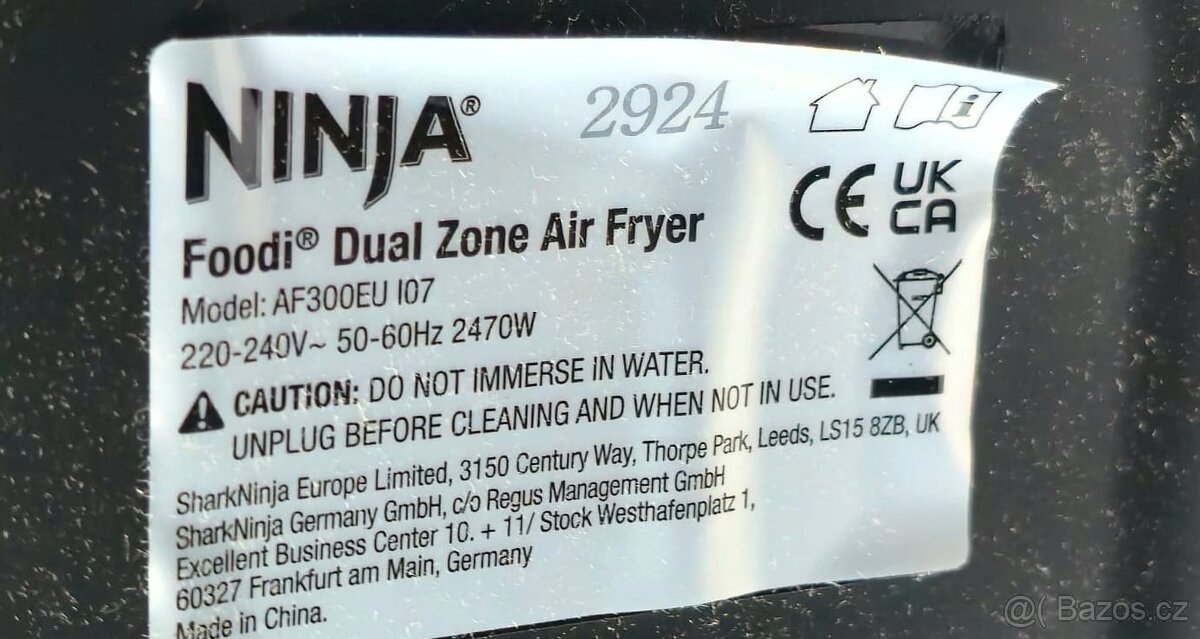 NINJA®
2924
Foodi® Dual Zone Air Fryer
Model: AF300EU I07
220-240V~ 50-60Hz 2470W
CE
UK
CA
CAUTION: DO NOT IMMERSE IN WATER.
UNPLUG BEFORE CLEANING AND WHEN NOT IN USE.
SharkNinja Europe Limited, 3150 Century Way, Thorpe Park, Leeds, LS15 8ZB, UK
SharkNinja Germany GmbH, c/o Regus Management GmbH
Excellent Business Center 10. + 11/ Stock Westhafenplatz 1,
60327 Frankfurt am Main, Germany
Made in China.
@( Bazos.cz